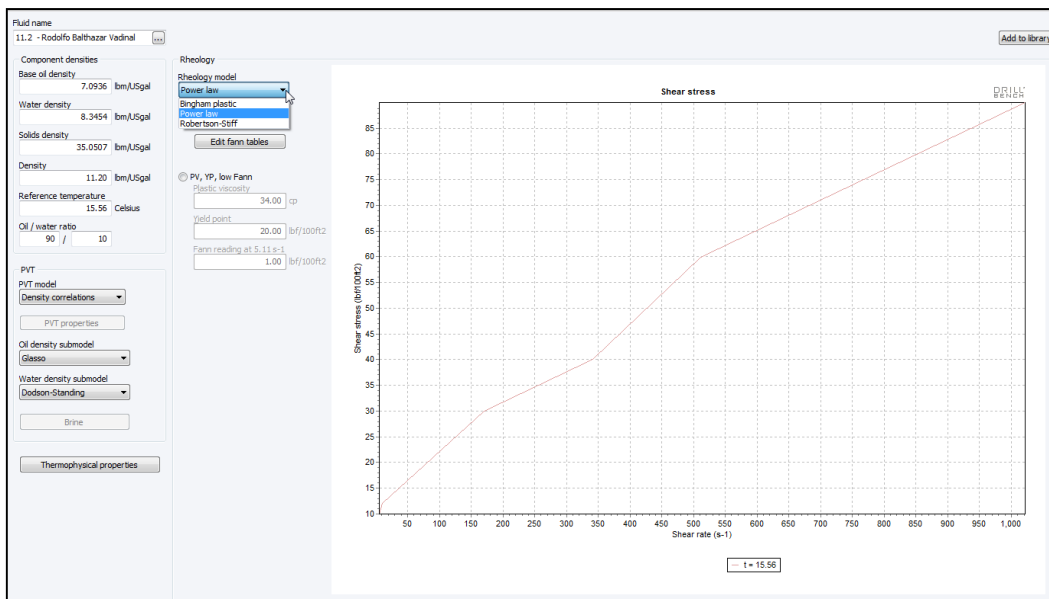 Fluid name
11.2 - Rodolfo Balthazar Vadinal ...
Add to library
Component densities
Base oil density
7.0936 lbm/USgal
Water density
8.3454 lbm/USgal
Solids density
35.0507 lbm/USgal
Density
11.20 lbm/USgal
Reference temperature
15.56 Celsius
Oil / water ratio
90 / 10
PVT
PVT model
Density correlations
PVT properties
Oil density submodel
Glasso
Water density submodel
Dodson-Standing
Brine
Thermophysical properties
Rheology
Rheology model
Power law
Bingham plastic
Power law
Robertson-Stiff
Edit fann tables
PV, YP, low Fann
Plastic viscosity
34.00 cp
Yield point
20.00 lbf/100ft2
Fann reading at 5.11 s-1
1.00 lbf/100ft2
Shear stress
DRILL
BENCH
Shear stress (lbf/100ft2)
85
80
75
70
65
60
55
50
45
40
35
30
25
20
15
10
50 100 150 200 250 300 350 400 450 500 550 600 650 700 750 800 850 900 950 1,000
Shear rate (s-1)
t = 15.56